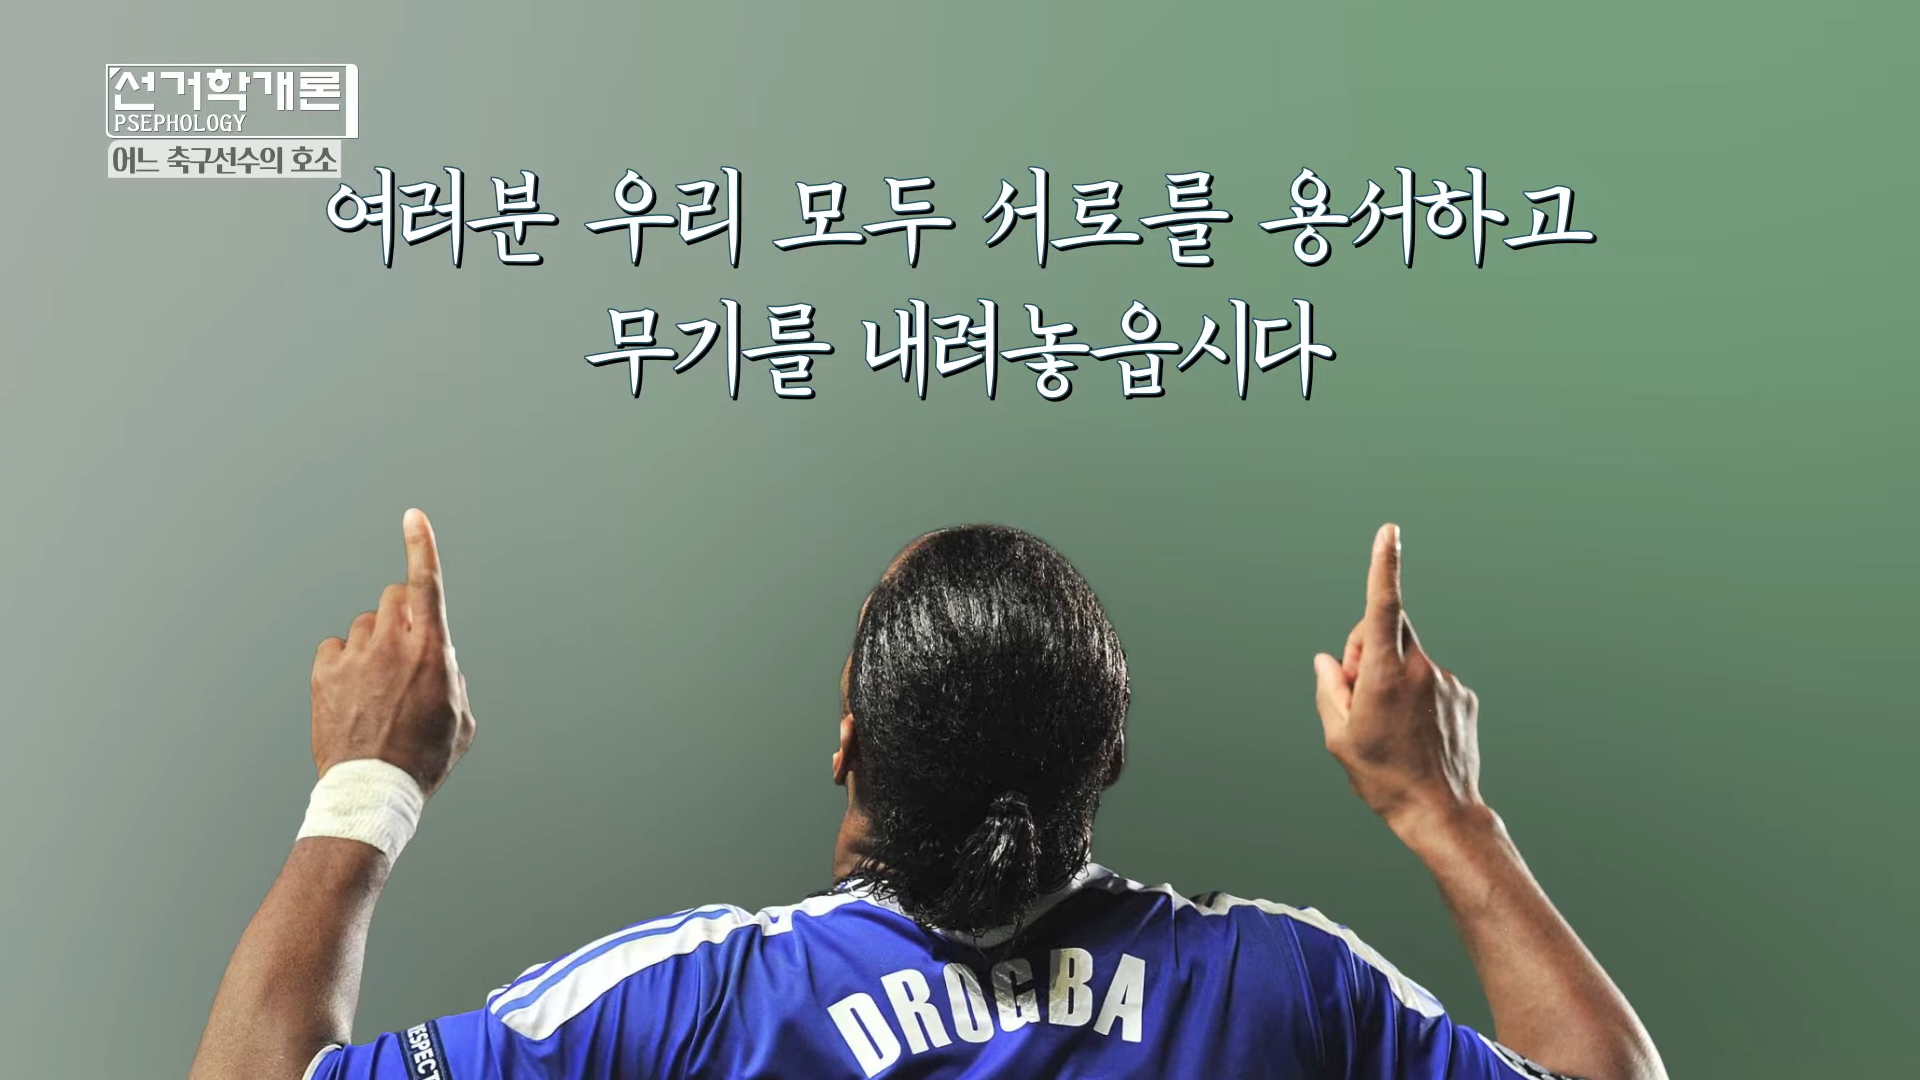 선거학개론
PSEPHOLOGY
어느 축구선수의 호소
여러분 우리 모두 서로를 용서하고
무기를 내려놓읍시다
RESPECT
DROGBA